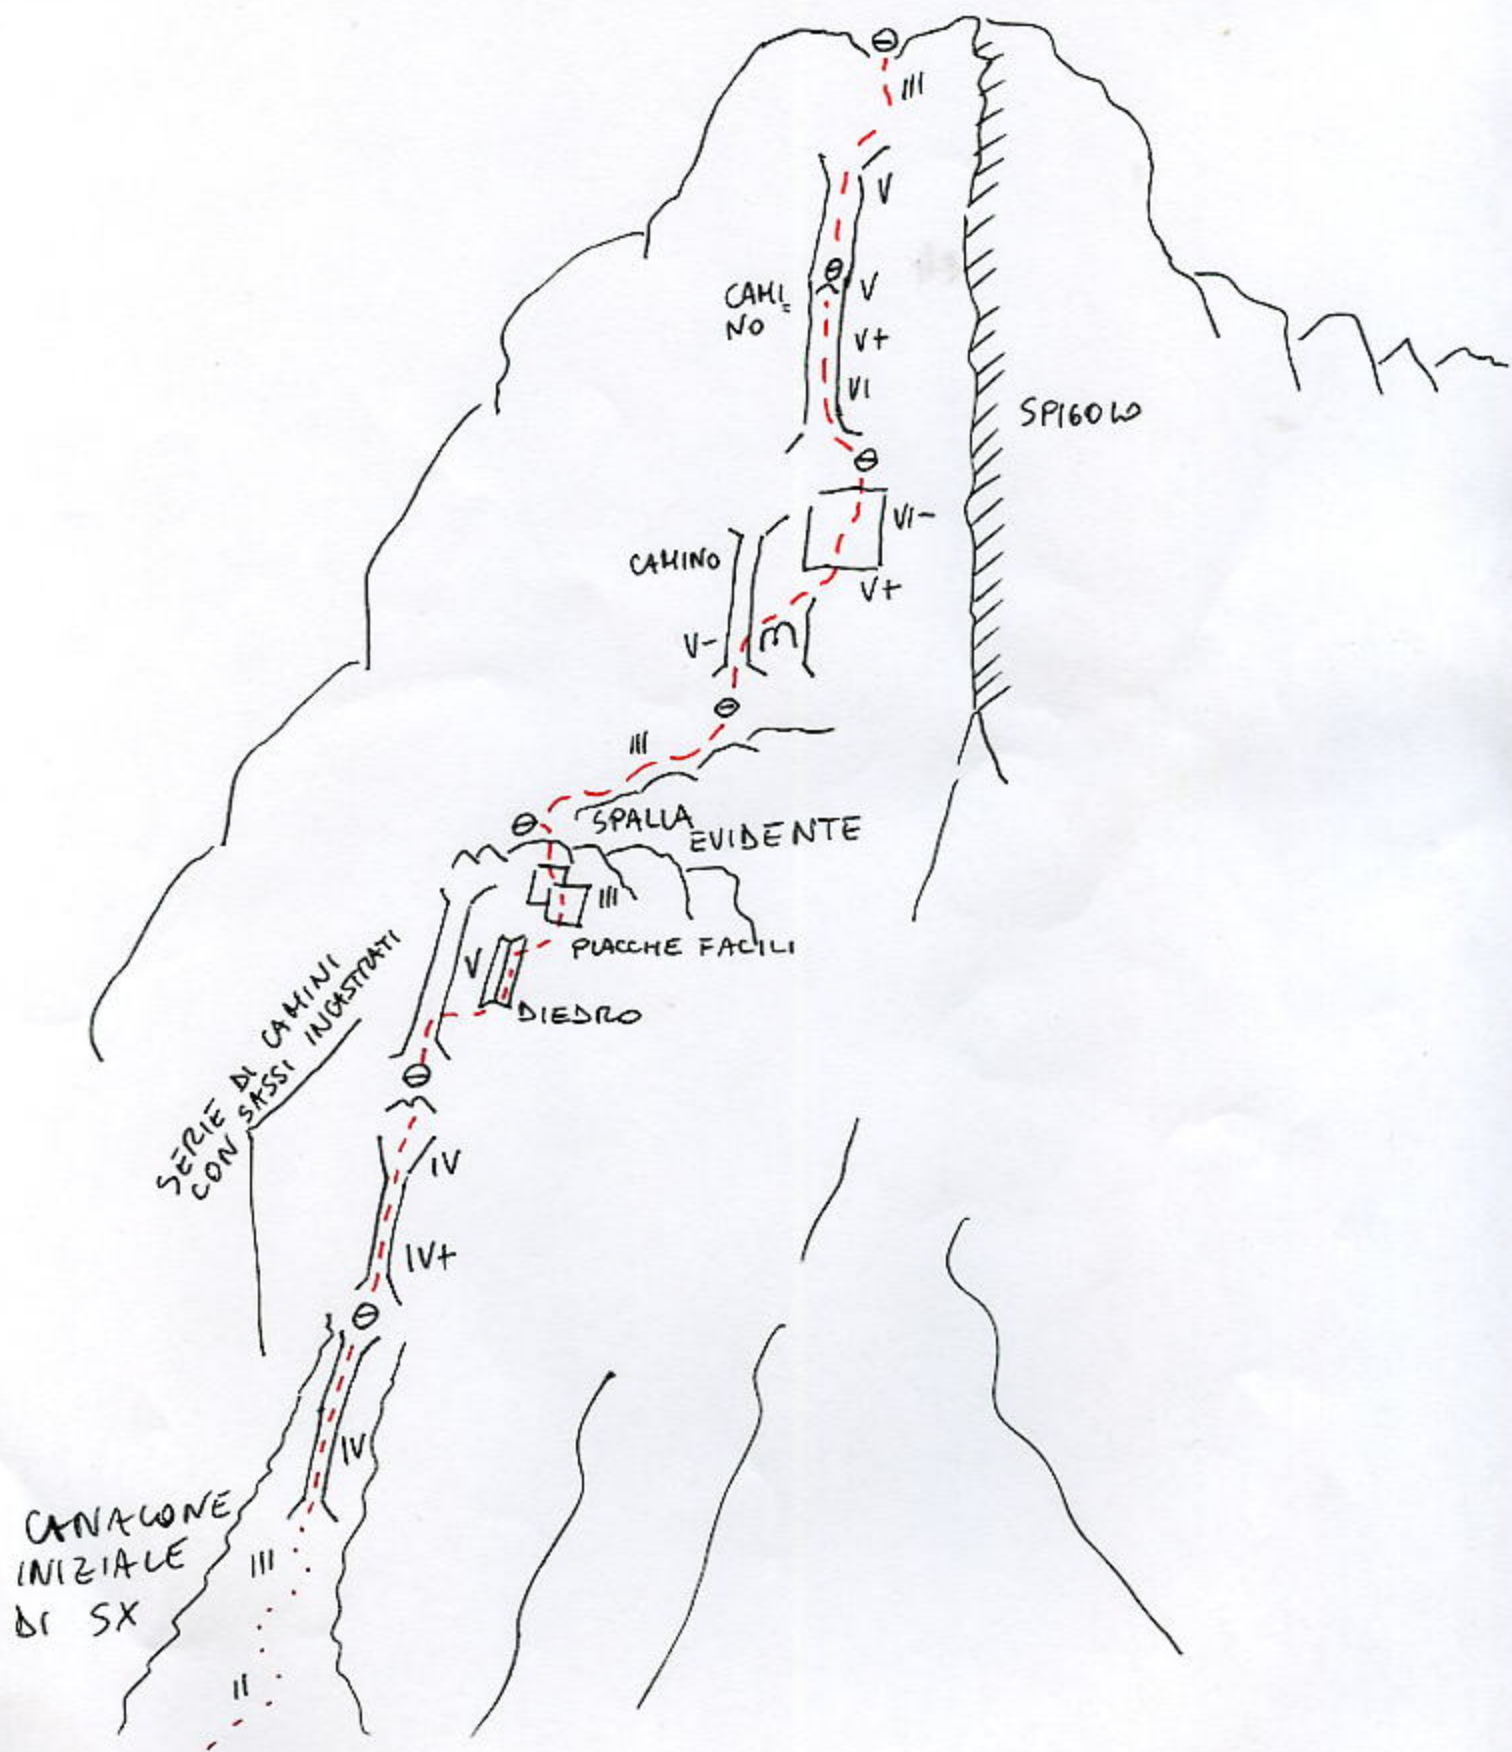 III
V
V
CAMI=
NO
V+
VI
SPIGOLO
VI-
CAMINO
V+
V-
III
SPALLA
EVIDENTE
III
PLACCHE FACILI
V
DIEDRO
SERIE DI CAMINI
CON SASSI INCASTRATI
IV
IV+
IV
CANALONE
INIZIALE
DI SX
III
II